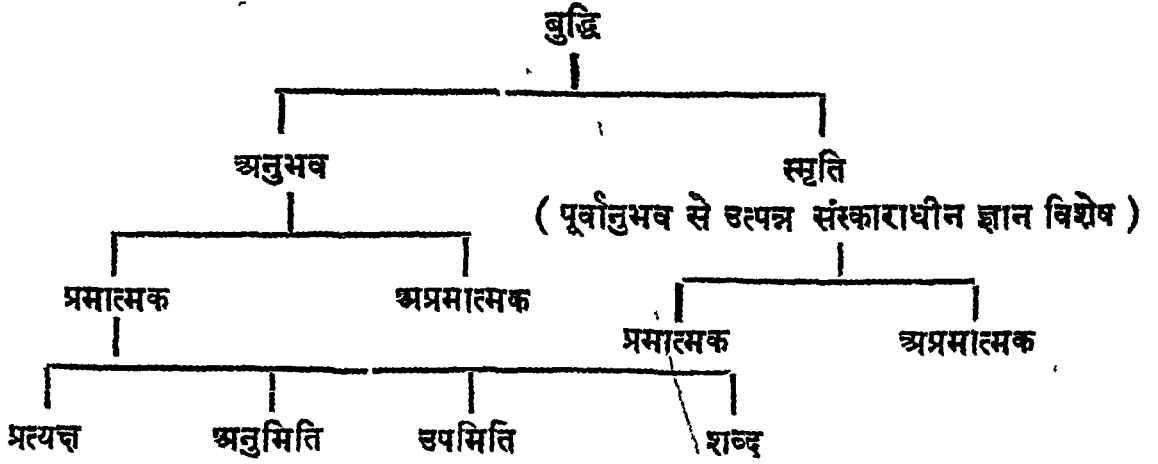 बुद्धि
अनुभव स्मृति
( पूर्वानुभव से उत्पन्न संस्काराधीन ज्ञान विशेष )
प्रमात्मक अप्रमात्मक
प्रमात्मक अप्रमात्मक
प्रत्यक्ष अनुमिति उपमिति शब्द